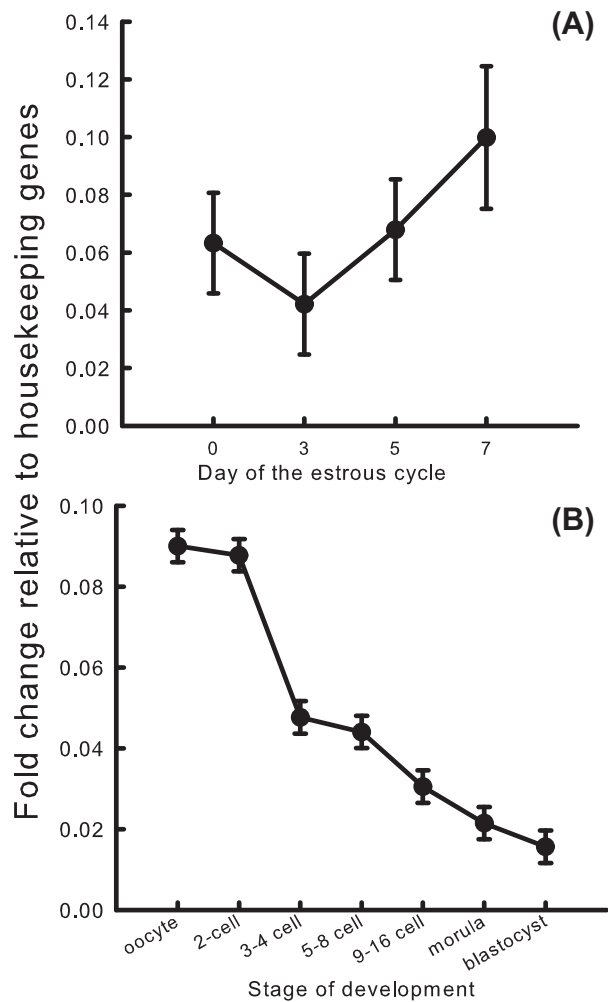 Fold change relative to housekeeping genes
(A)
0.14
0.12
0.10
0.08
0.06
0.04
0.02
0.00
0 3 5 7
Day of the estrous cycle
(B)
0.10
0.08
0.06
0.04
0.02
0.00
oocyte 2-cell 3-4 cell 5-8 cell 9-16 cell morula blastocyst
Stage of development